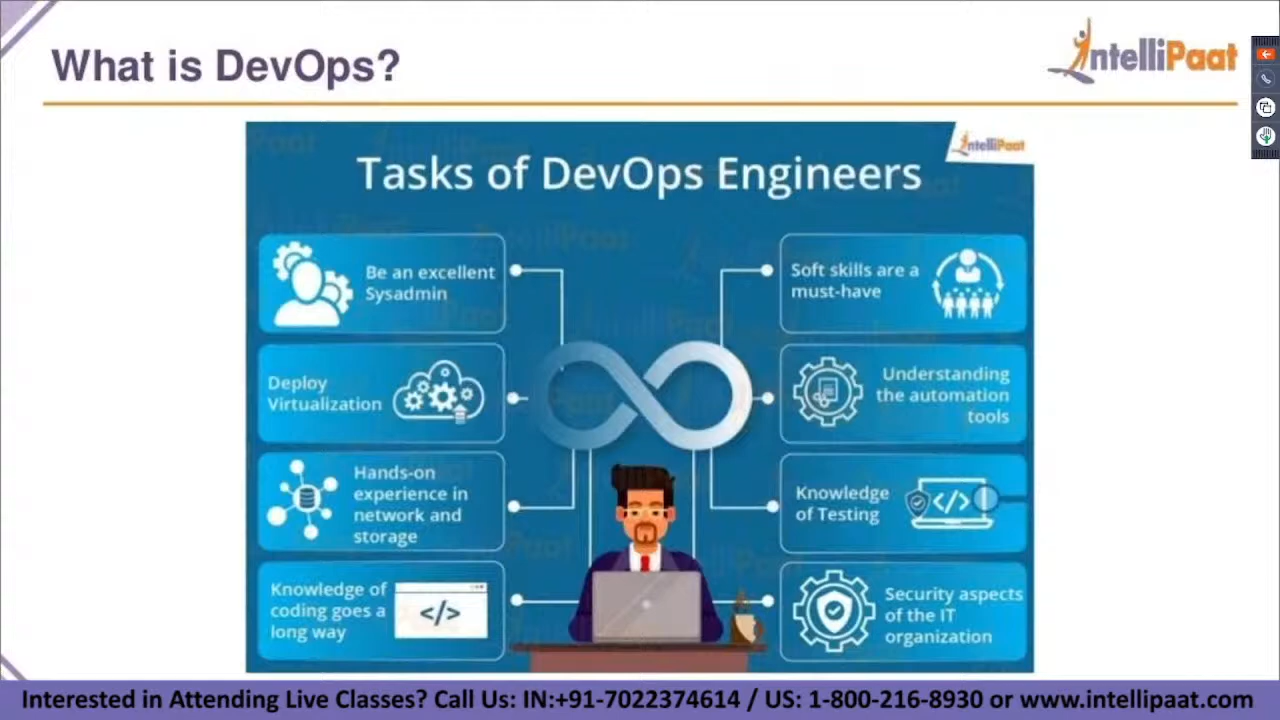 What is DevOps?
IntelliPaat
IntelliPaat
Tasks of DevOps Engineers
Be an excellent
Sysadmin
Deploy
Virtualization
Hands-on
experience in
network and
storage
Knowledge of
coding goes a
long way
</>
Soft skills are a
must-have
Understanding
the automation
tools
Knowledge
of Testing
</>
Security aspects
of the IT
organization
Interested in Attending Live Classes? Call Us: IN:+91-7022374614 / US: 1-800-216-8930 or www.intellipaat.com